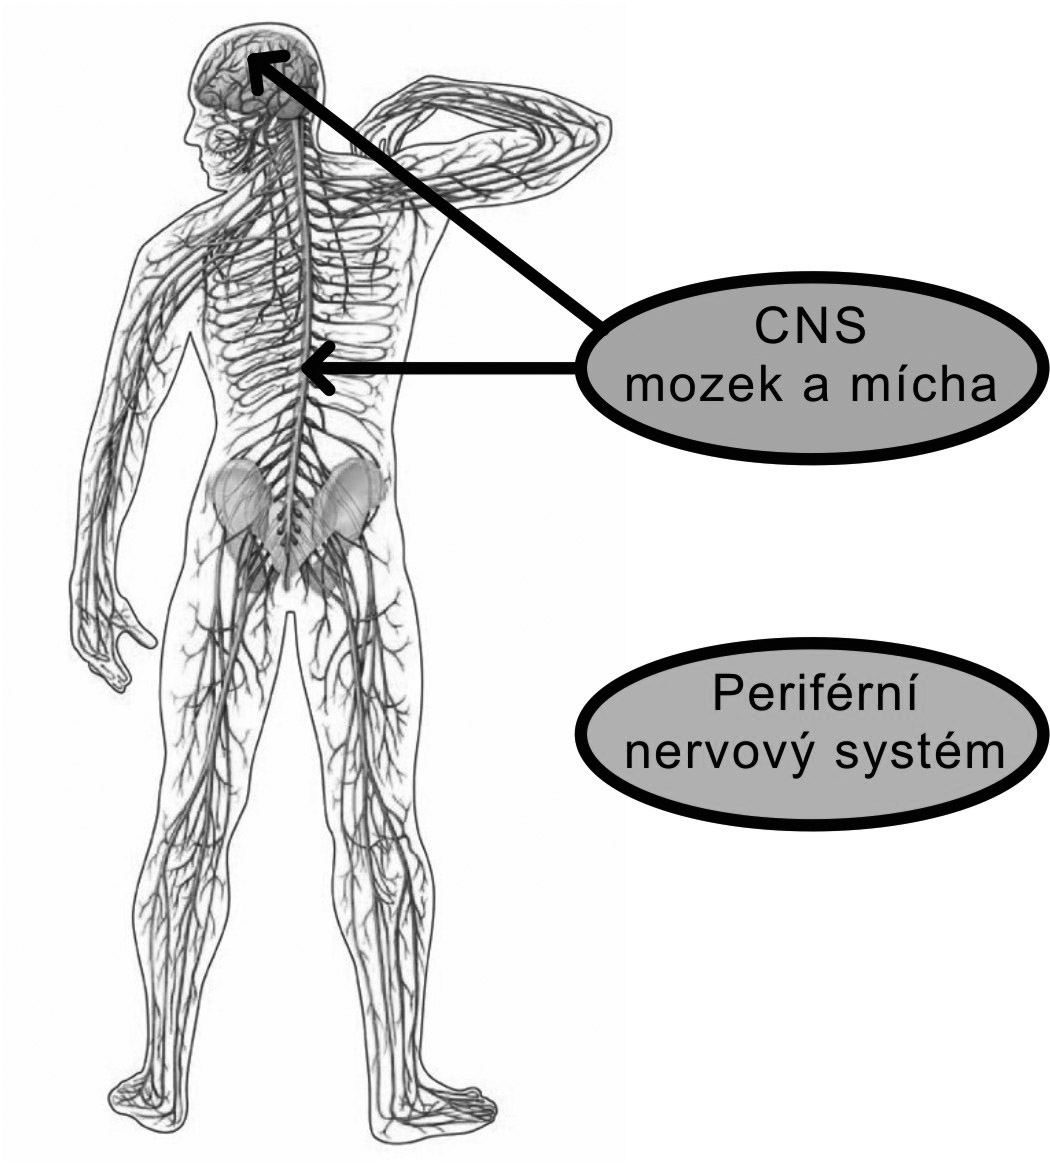 CNS
mozek a mícha
Periférní
nervový systém